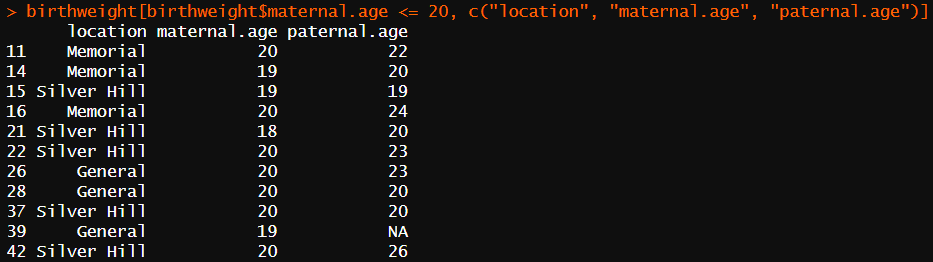 > birthweight[birthweight$maternal.age <= 20, c("location", "maternal.age", "paternal.age")]
location maternal.age paternal.age
11 Memorial 20 22
14 Memorial 19 20
15 Silver Hill 19 19
16 Memorial 20 24
21 Silver Hill 18 20
22 Silver Hill 20 23
26 General 20 23
28 General 20 20
37 Silver Hill 20 20
39 General 19 NA
42 Silver Hill 20 26